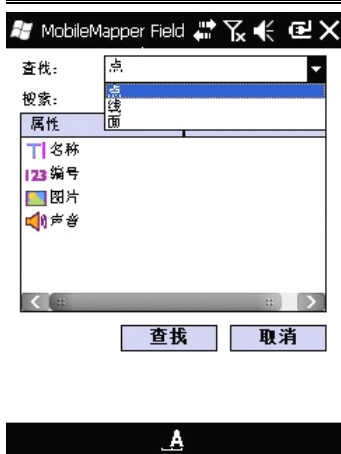 MobileMapper Field
查找: 点
点
搜索: 线
属性 面
名称
123 编号
图片
声音
查找 取消
A